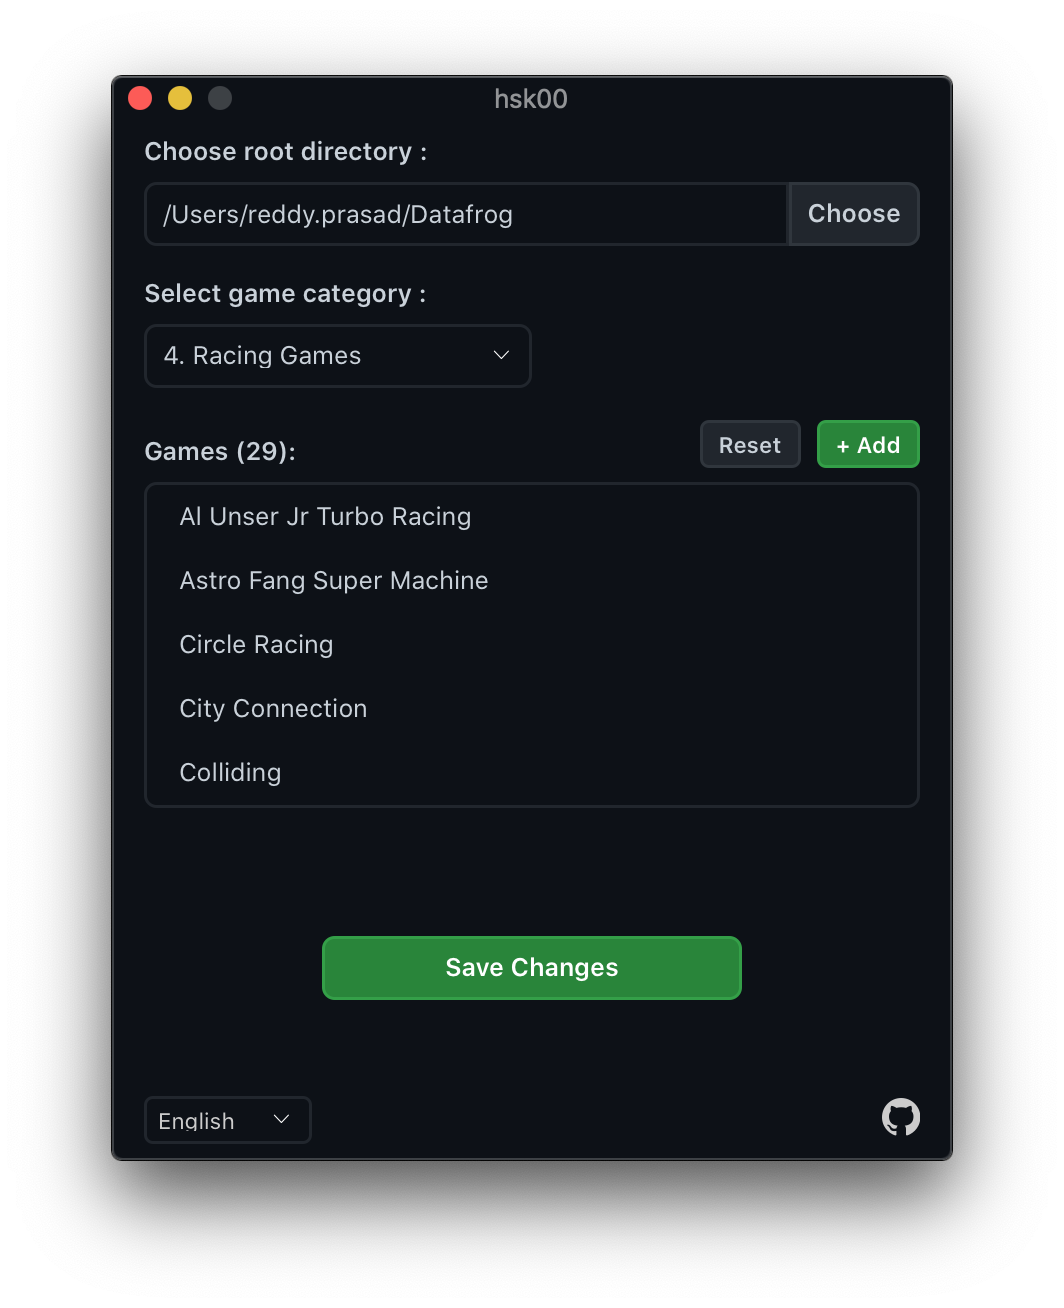 hsk00
Choose root directory :
/Users/reddy.prasad/Datafrog
Choose
Select game category :
4. Racing Games
Games (29):
Reset
+ Add
Al Unser Jr Turbo Racing
Astro Fang Super Machine
Circle Racing
City Connection
Colliding
Save Changes
English